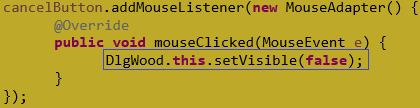 cancelButton.addMouseListener(new MouseAdapter() {
    @Override
    public void mouseClicked(MouseEvent e) {
        DlgWood.this.setVisible(false);
    }
});